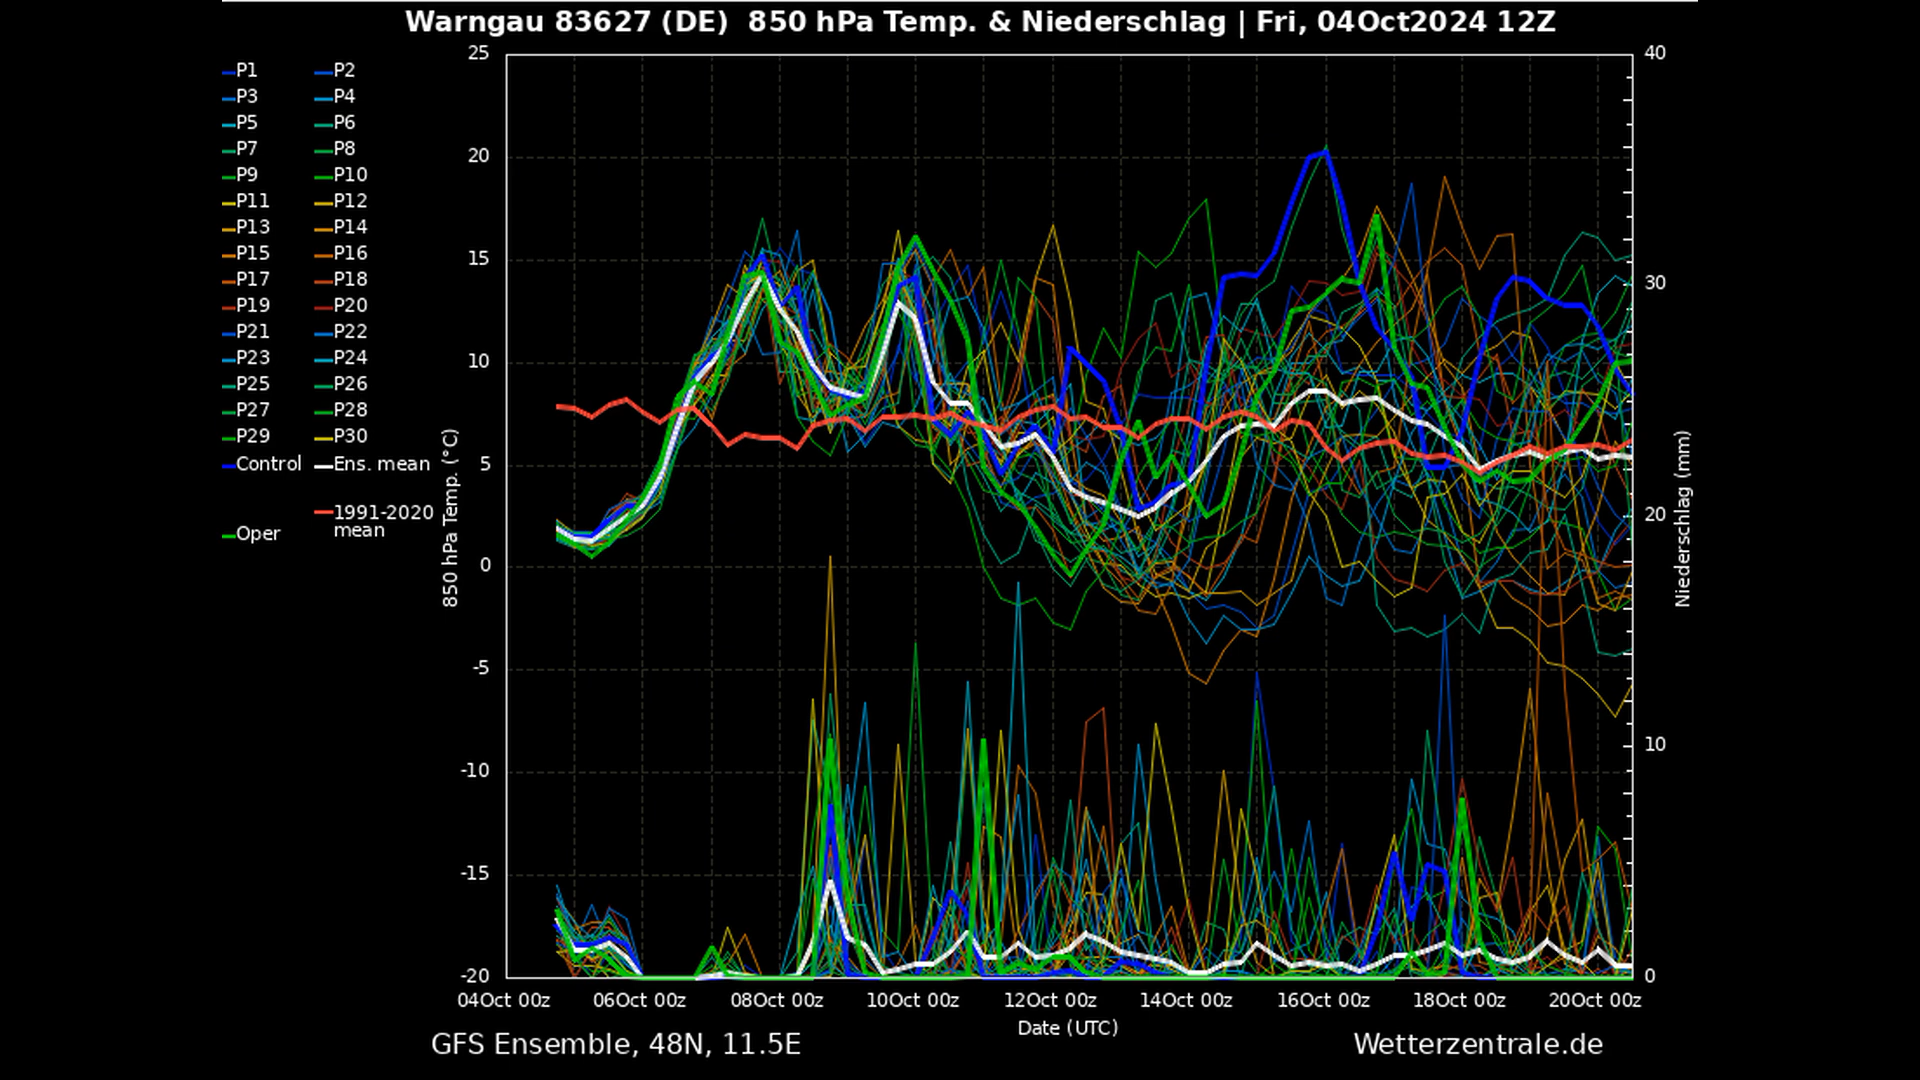 Warngau 83627 (DE)  850 hPa Temp. & Niederschlag | Fri, 04Oct2024 12Z
P1 P2
P3 P4
P5 P6
P7 P8
P9 P10
P11 P12
P13 P14
P15 P16
P17 P18
P19 P20
P21 P22
P23 P24
P25 P26
P27 P28
P29 P30
Control Ens. mean
1991-2020
mean
Oper
850 hPa Temp. (°C)
25
20
15
10
5
0
-5
-10
-15
-20
40
30
20
10
0
Niederschlag (mm)
04Oct 00z 06Oct 00z 08Oct 00z 10Oct 00z 12Oct 00z 14Oct 00z 16Oct 00z 18Oct 00z 20Oct 00z
Date (UTC)
GFS Ensemble, 48N, 11.5E
Wetterzentrale.de